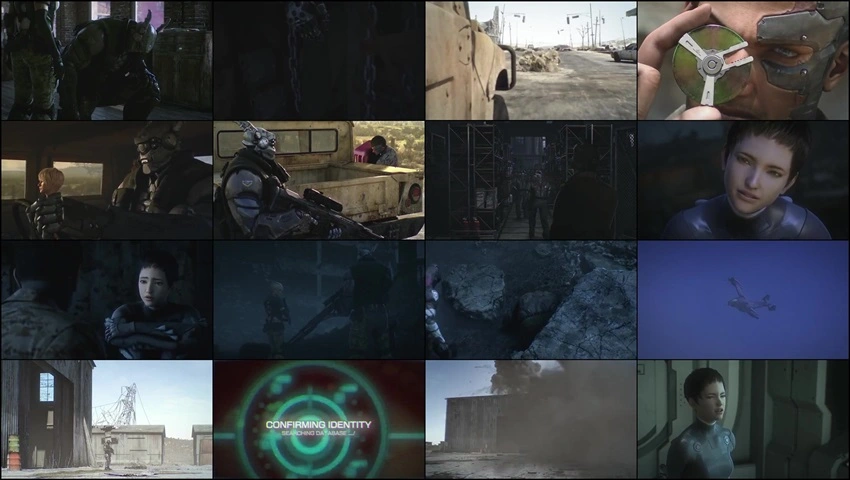 CONFIRMING IDENTITY
SEARCHING DATABASE ../